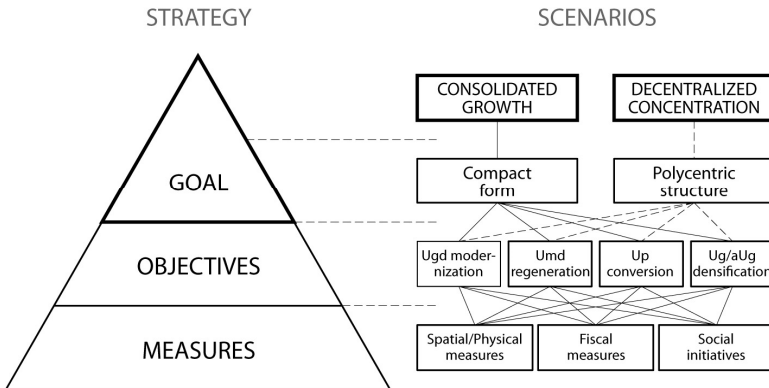 STRATEGY
SCENARIOS
GOAL
OBJECTIVES
MEASURES
CONSOLIDATED
GROWTH
DECENTRALIZED
CONCENTRATION
Compact
form
Polycentric
structure
Ugd moder-
nization
Umd
regeneration
Up
conversion
Ug/aUg
densification
Spatial/Physical
measures
Fiscal
measures
Social
initiatives